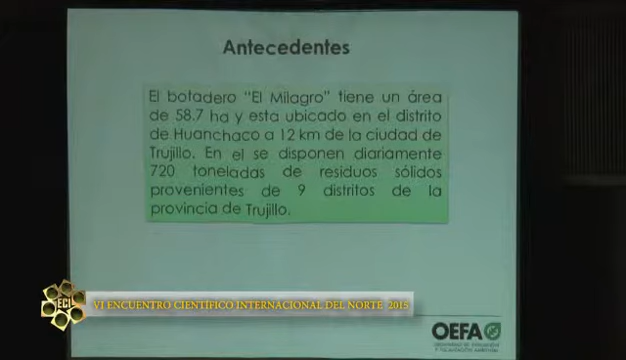 Antecedentes
El botadero "El Milagro" tiene un área
de 58.7 ha y esta ubicado en el distrito
de Huanchaco a 12 km de la ciudad de
Trujillo. En el se disponen diariamente
720 toneladas de residuos sólidos
provenientes de 9 distritos de la
provincia de Trujillo.
ECI
VI ENCUENTRO CIENTÍFICO INTERNACIONAL DEL NORTE 2015
OEFA